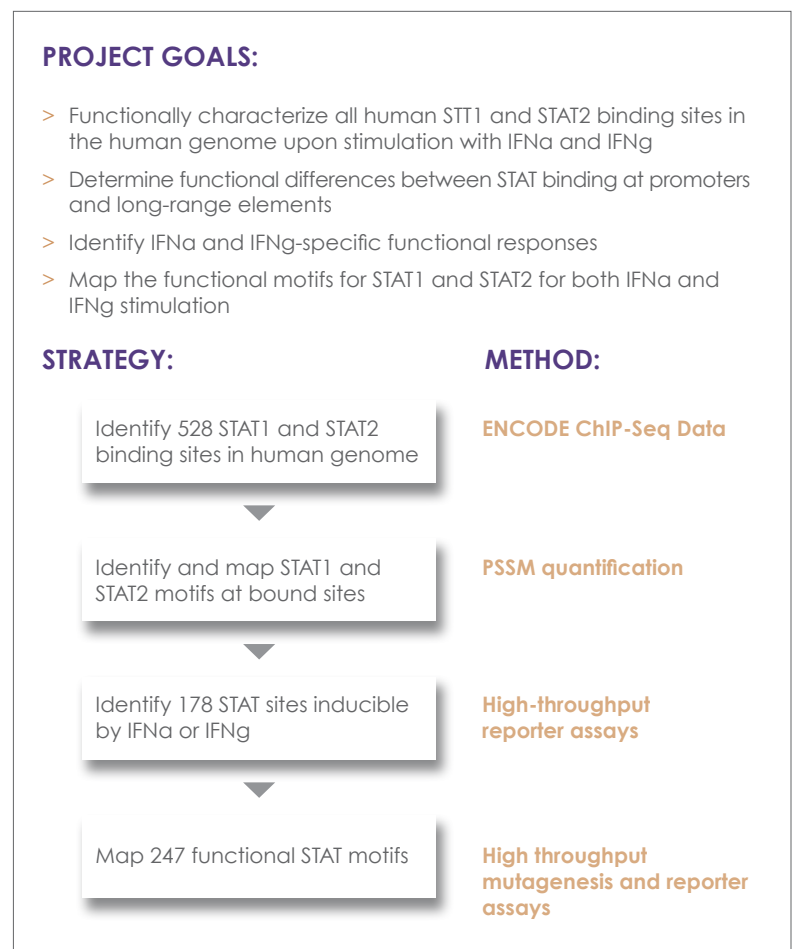 PROJECT GOALS:
> Functionally characterize all human STT1 and STAT2 binding sites in
the human genome upon stimulation with IFNa and IFNg
> Determine functional differences between STAT binding at promoters
and long-range elements
> Identify IFNa and IFNg-specific functional responses
> Map the functional motifs for STAT1 and STAT2 for both IFNa and
IFNg stimulation
STRATEGY:
METHOD:
Identify 528 STAT1 and STAT2
binding sites in human genome
ENCODE ChIP-Seq Data
Identify and map STAT1 and
STAT2 motifs at bound sites
PSSM quantification
Identify 178 STAT sites inducible
by IFNa or IFNg
High-throughput
reporter assays
Map 247 functional STAT motifs
High throughput
mutagenesis and reporter
assays